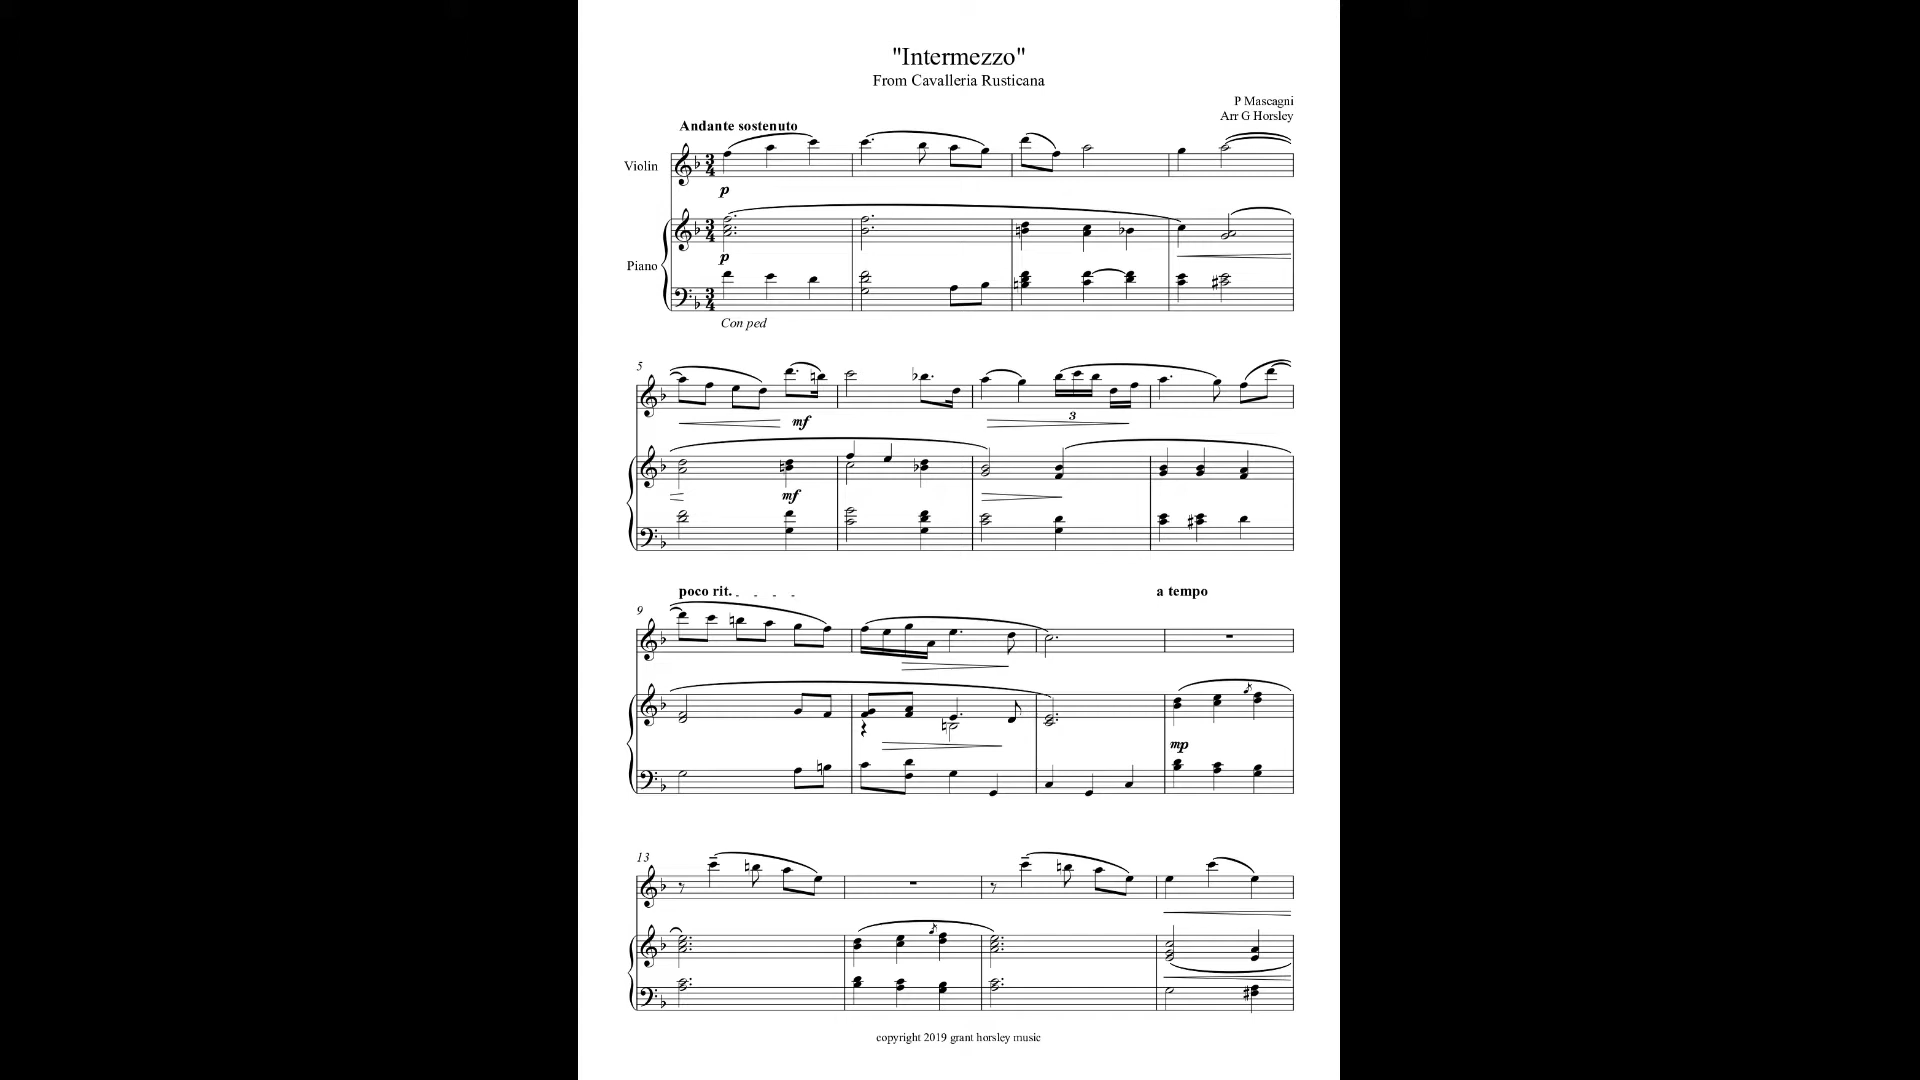 "Intermezzo"
From Cavalleria Rusticana
P Mascagni
Arr G Horsley
Andante sostenuto
Violin
p
Piano
p
Con ped
5
mf
3
mf
poco rit.
a tempo
9
mp
13
copyright 2019 grant horsley music